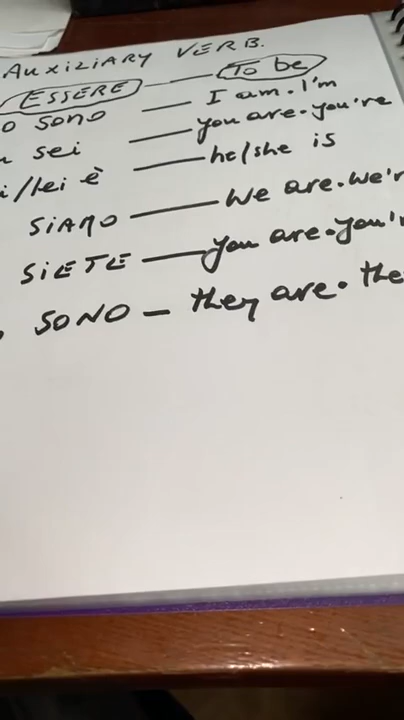 Auxiliary Verb.
ESSERE — To be
o sono — I am. I'm
sei — you are. you're
i/lei è — he/she is
SiAMO — We are. We'r
SiETE — you are. you'r
SONO — they are. the